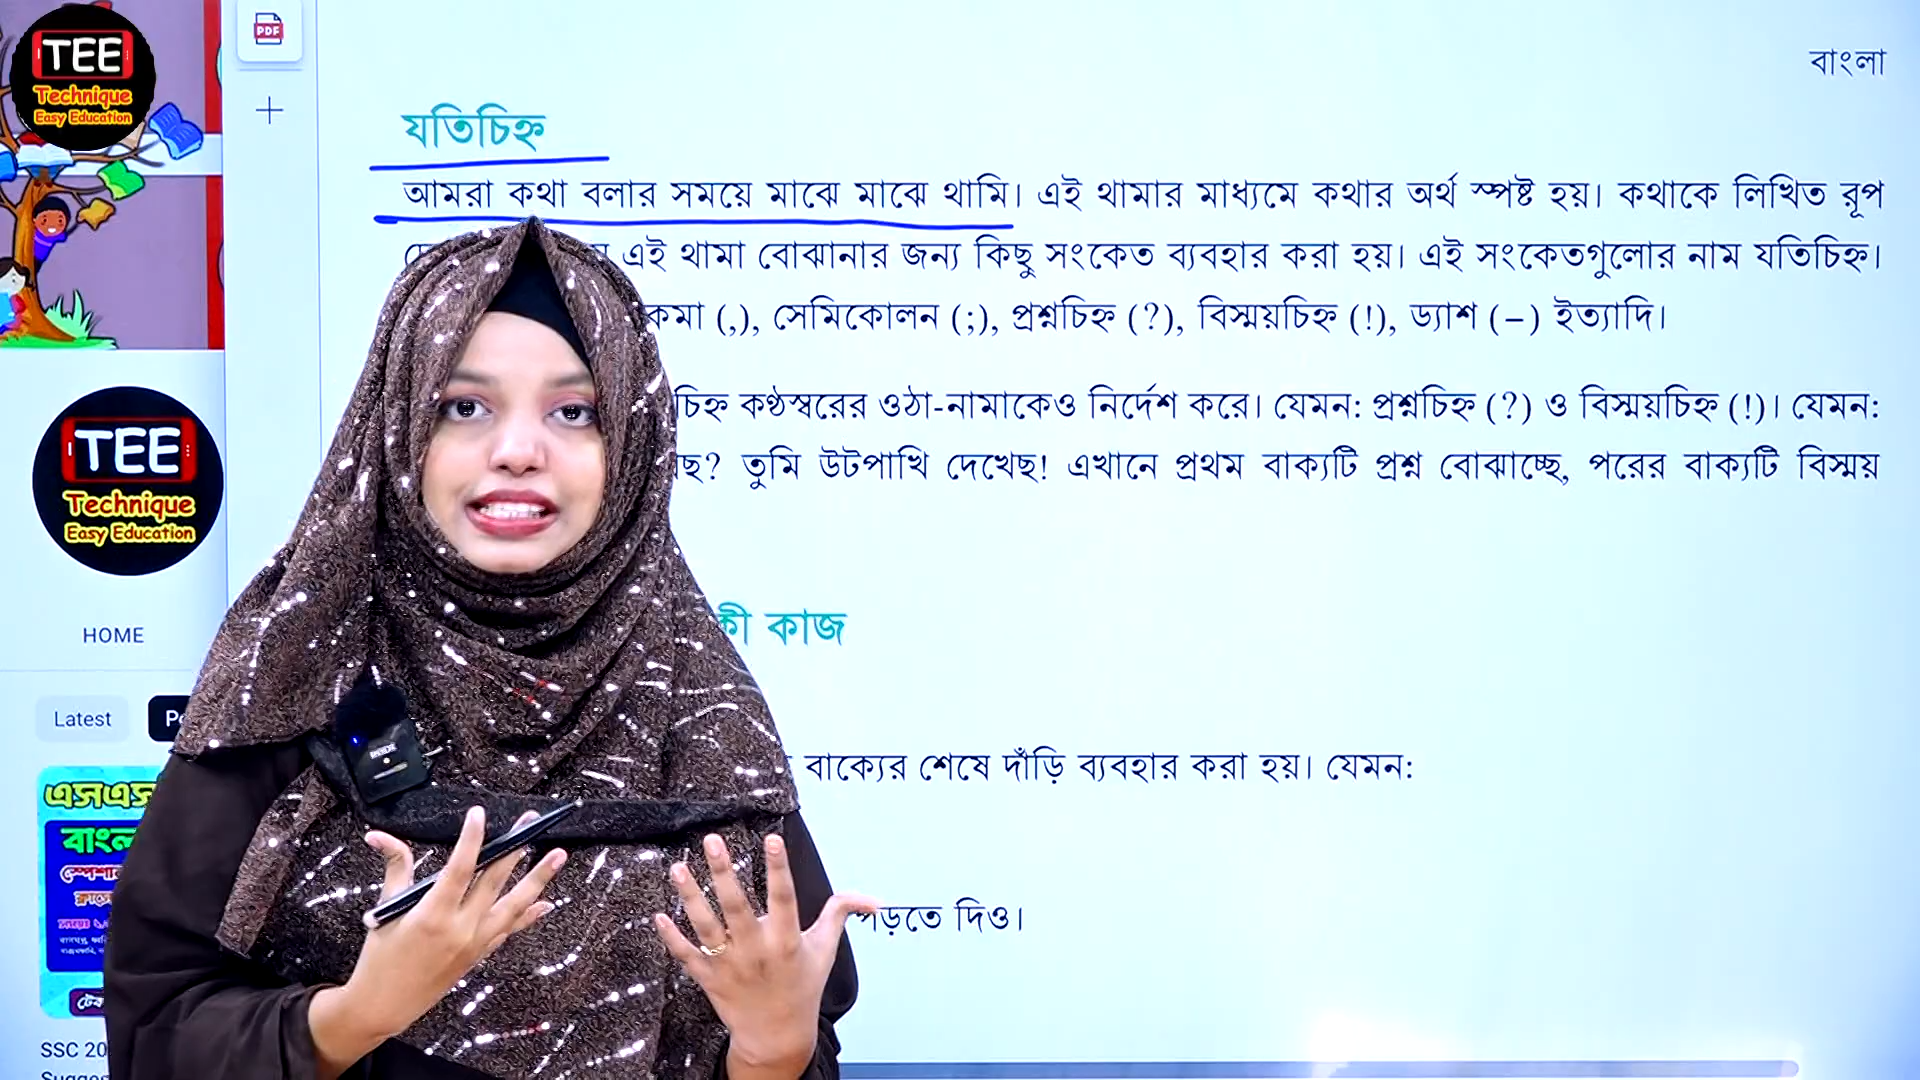 TEE
Technique
Easy Education
PDF
বাংলা
যতিচিহ্ন
আমরা কথা বলার সময়ে মাঝে মাঝে থামি। এই থামার মাধ্যমে কথার অর্থ স্পষ্ট হয়। কথাকে লিখিত রূপ
এই থামা বোঝানার জন্য কিছু সংকেত ব্যবহার করা হয়। এই সংকেতগুলোর নাম যতিচিহ্ন।
কমা (,), সেমিকোলন (;), প্রশ্নচিহ্ন (?), বিস্ময়চিহ্ন (!), ড্যাশ (–) ইত্যাদি।
চিহ্ন কণ্ঠস্বরের ওঠা-নামাকেও নির্দেশ করে। যেমন: প্রশ্নচিহ্ন (?) ও বিস্ময়চিহ্ন (!)। যেমন:
ছ? তুমি উটপাখি দেখেছ! এখানে প্রথম বাক্যটি প্রশ্ন বোঝাচ্ছে, পরের বাক্যটি বিস্ময়
কী কাজ
বাক্যের শেষে দাঁড়ি ব্যবহার করা হয়। যেমন:
পড়তে দিও।
TEE
Technique
Easy Education
HOME
Latest
এসএস
বাংল
SSC 20